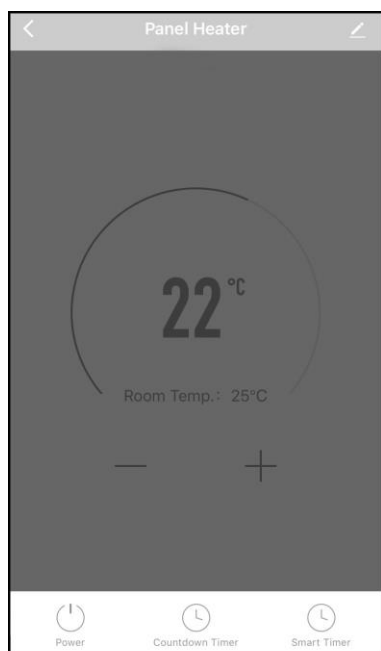 Panel Heater
22 °C
Room Temp.: 25°C
Power
Countdown Timer
Smart Timer